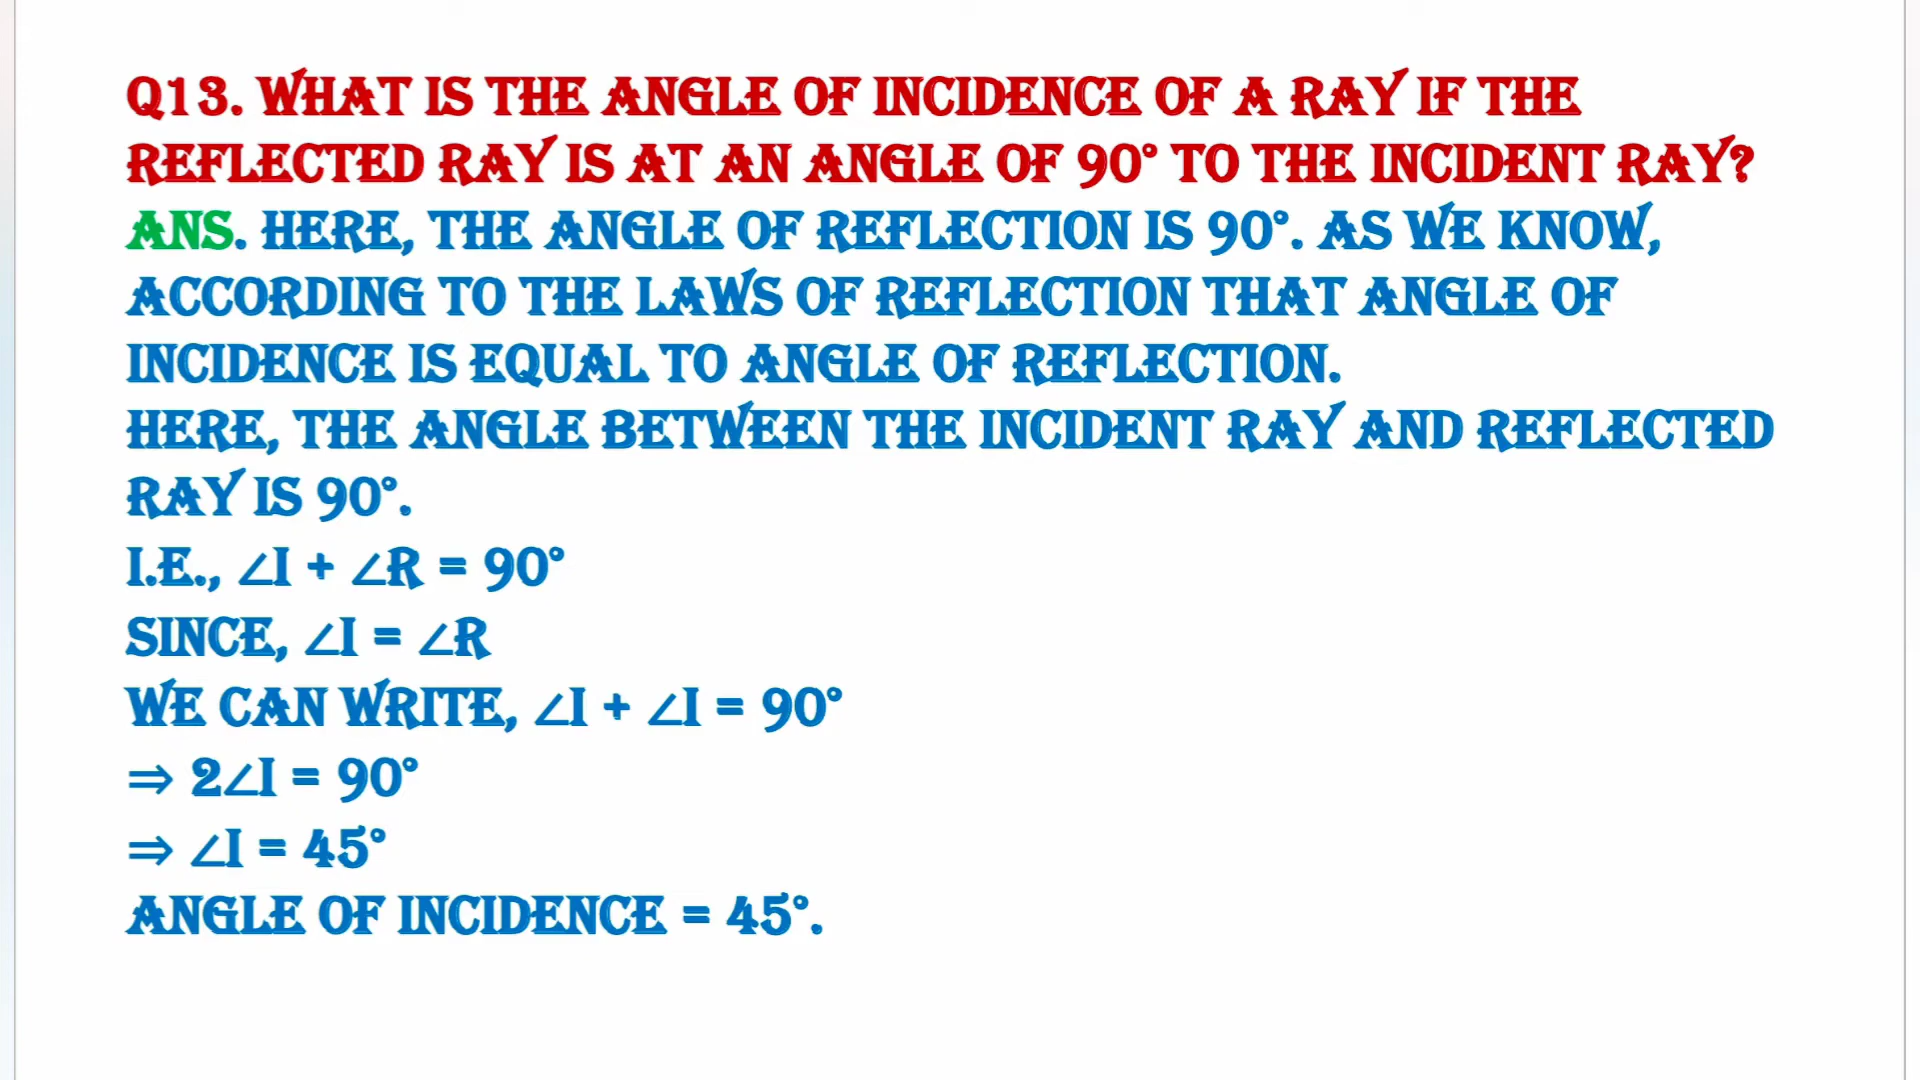 Q13. WHAT IS THE ANGLE OF INCIDENCE OF A RAY IF THE
REFLECTED RAY IS AT AN ANGLE OF 90° TO THE INCIDENT RAY?
ANS. HERE, THE ANGLE OF REFLECTION IS 90°. AS WE KNOW,
ACCORDING TO THE LAWS OF REFLECTION THAT ANGLE OF
INCIDENCE IS EQUAL TO ANGLE OF REFLECTION.
HERE, THE ANGLE BETWEEN THE INCIDENT RAY AND REFLECTED
RAY IS 90°.
I.E., ∠I + ∠R = 90°
SINCE, ∠I = ∠R
WE CAN WRITE, ∠I + ∠I = 90°
⇒ 2∠I = 90°
⇒ ∠I = 45°
ANGLE OF INCIDENCE = 45°.